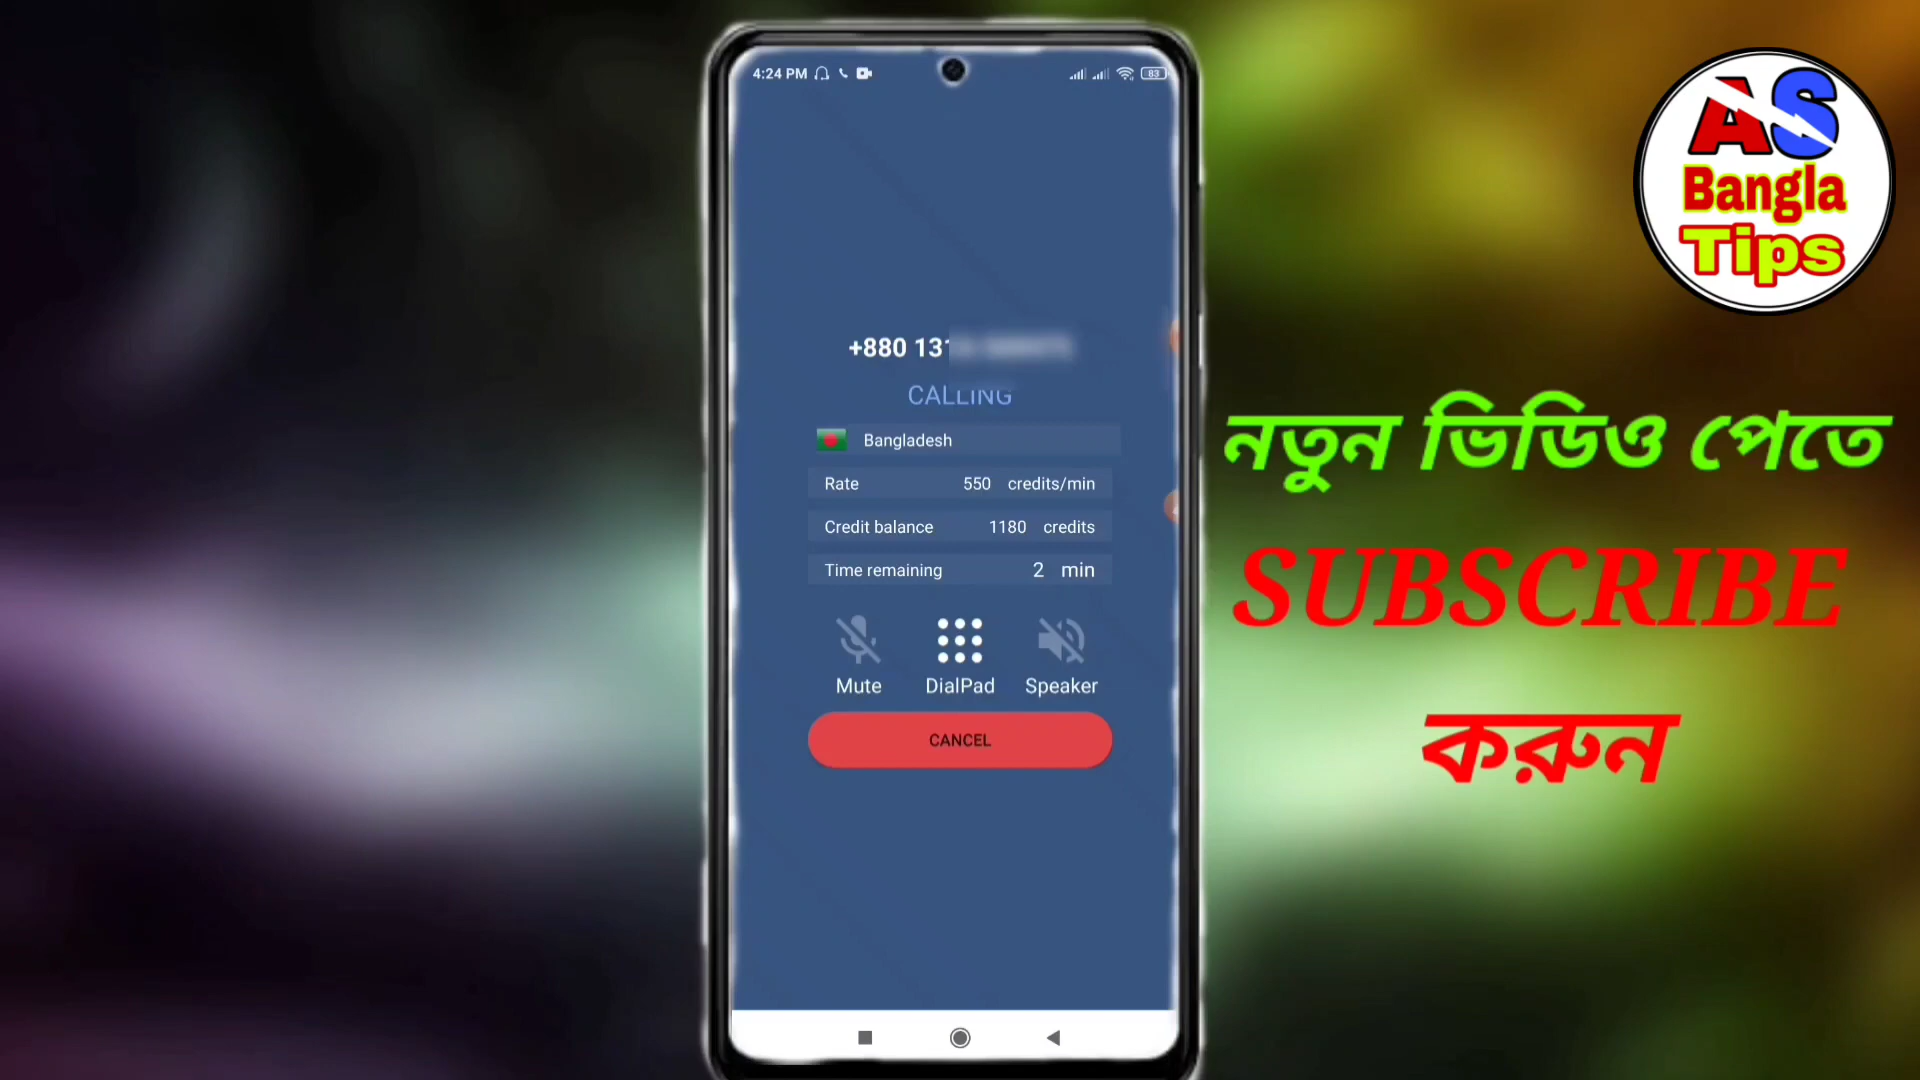 4:24 PM
83
+880 13
CALLING
Bangladesh
Rate 550 credits/min
Credit balance 1180 credits
Time remaining 2 min
Mute DialPad Speaker
CANCEL
AS
Bangla
Tips
নতুন ভিডিও পেতে
SUBSCRIBE
করুন